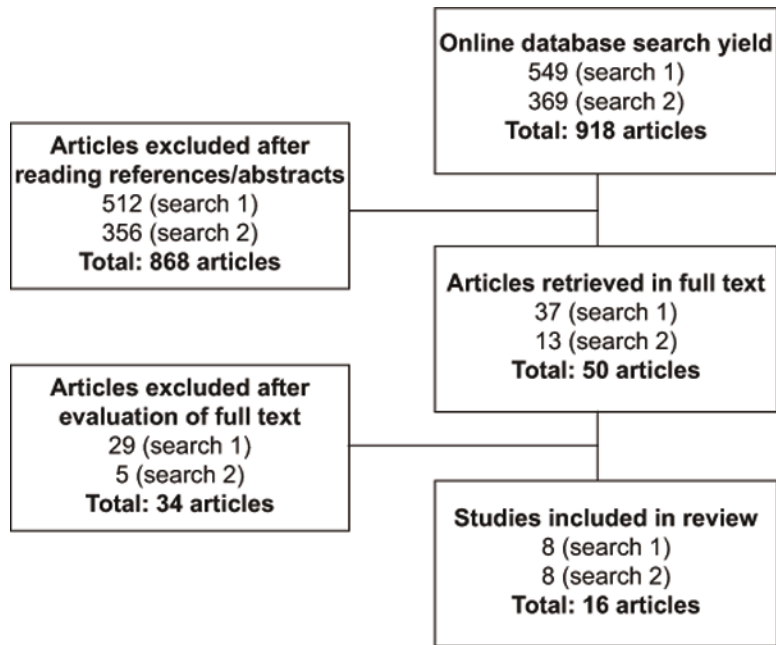 Online database search yield
549 (search 1)
369 (search 2)
Total: 918 articles
Articles excluded after
reading references/abstracts
512 (search 1)
356 (search 2)
Total: 868 articles
Articles retrieved in full text
37 (search 1)
13 (search 2)
Total: 50 articles
Articles excluded after
evaluation of full text
29 (search 1)
5 (search 2)
Total: 34 articles
Studies included in review
8 (search 1)
8 (search 2)
Total: 16 articles